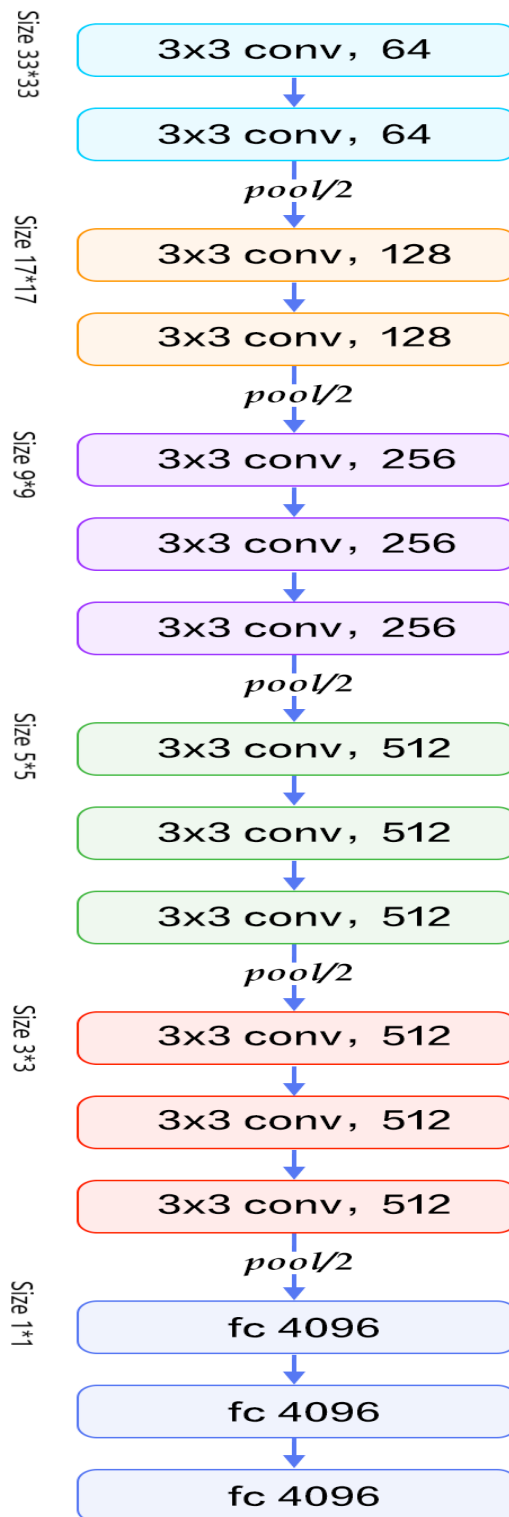 Size 33*33
3x3 conv, 64
3x3 conv, 64
pool/2
Size 17*17
3x3 conv, 128
3x3 conv, 128
pool/2
Size 9*9
3x3 conv, 256
3x3 conv, 256
3x3 conv, 256
pool/2
Size 5*5
3x3 conv, 512
3x3 conv, 512
3x3 conv, 512
pool/2
Size 3*3
3x3 conv, 512
3x3 conv, 512
3x3 conv, 512
pool/2
Size 1*1
fc 4096
fc 4096
fc 4096